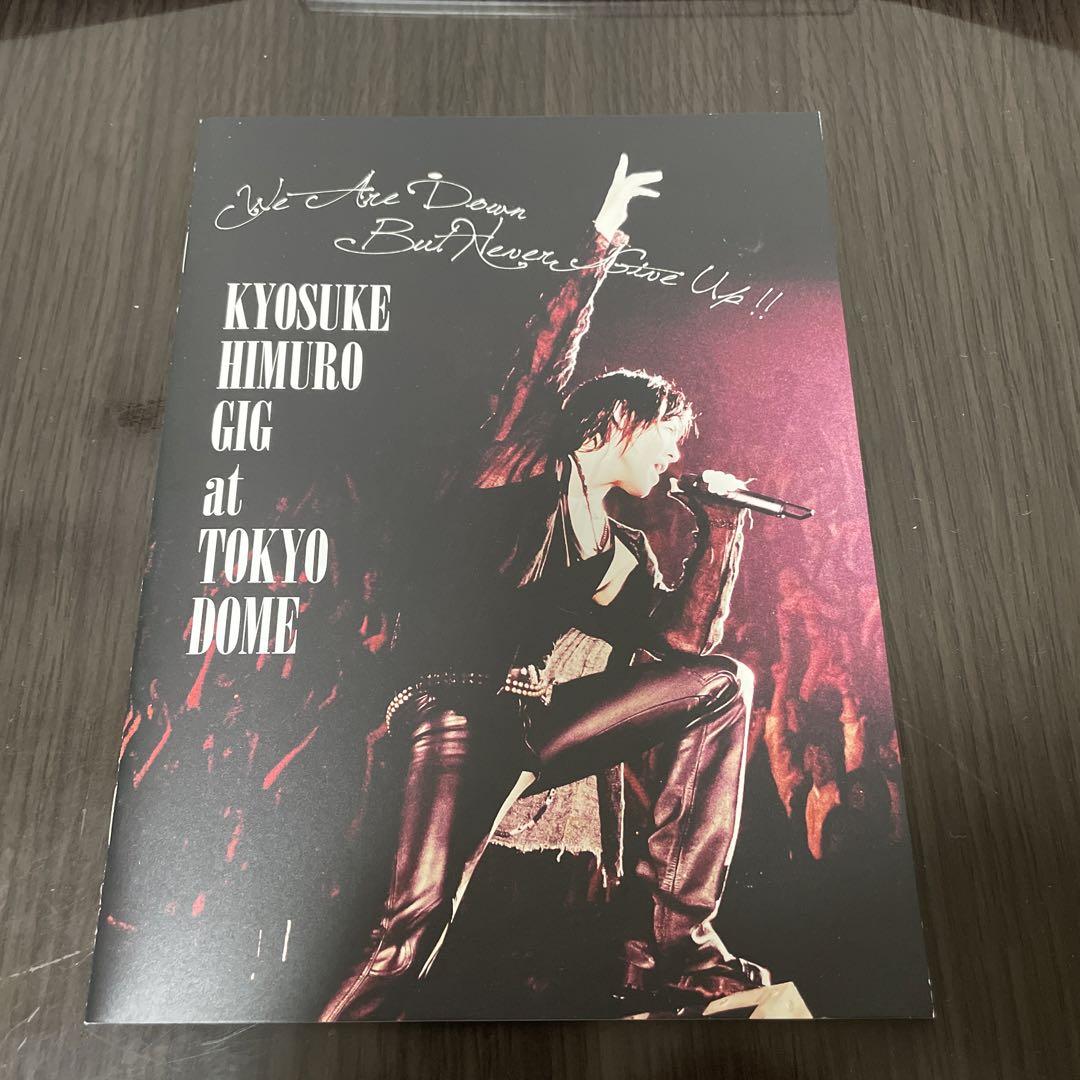 We Are Down
But Never Give Up!!
KYOSUKE
HIMURO
GIG
at
TOKYO
DOME